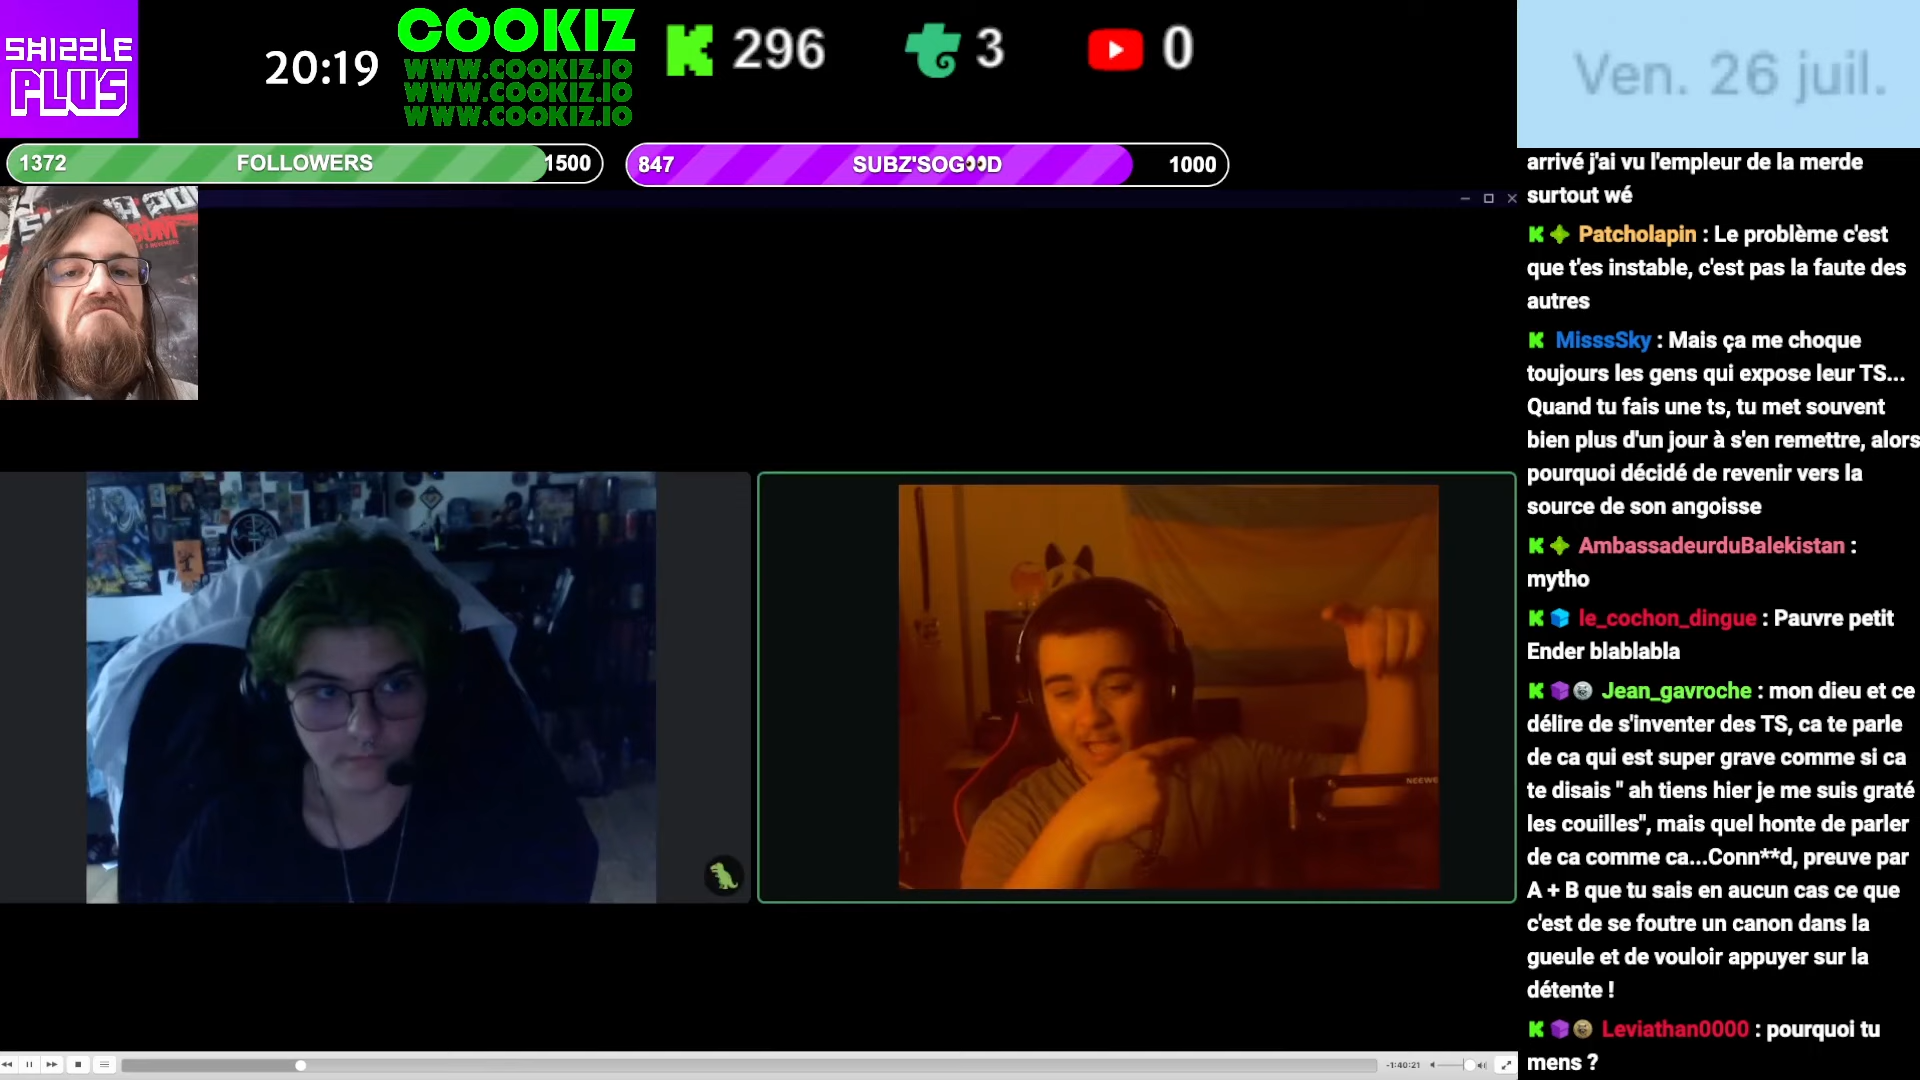 SHIZZLE
PLUS
20:19
COOKIZ
WWW.COOKIZ.IO
WWW.COOKIZ.IO
WWW.COOKIZ.IO
296
3
0
Ven. 26 juil.
1372 FOLLOWERS 1500
847 SUBZ'SOG👀D 1000
arrivé j'ai vu l'empleur de la merde
surtout wé
Patcholapin : Le problème c'est
que t'es instable, c'est pas la faute des
autres
MisssSky : Mais ça me choque
toujours les gens qui expose leur TS...
Quand tu fais une ts, tu met souvent
bien plus d'un jour à s'en remettre, alors
pourquoi décidé de revenir vers la
source de son angoisse
AmbassadeurduBalekistan :
mytho
le_cochon_dingue : Pauvre petit
Ender blablabla
Jean_gavroche : mon dieu et ce
délire de s'inventer des TS, ca te parle
de ca qui est super grave comme si ca
te disais " ah tiens hier je me suis graté
les couilles", mais quel honte de parler
de ca comme ca...Conn**d, preuve par
A + B que tu sais en aucun cas ce que
c'est de se foutre un canon dans la
gueule et de vouloir appuyer sur la
détente !
Leviathan0000 : pourquoi tu
mens ?
NEEWE
-1:40:21